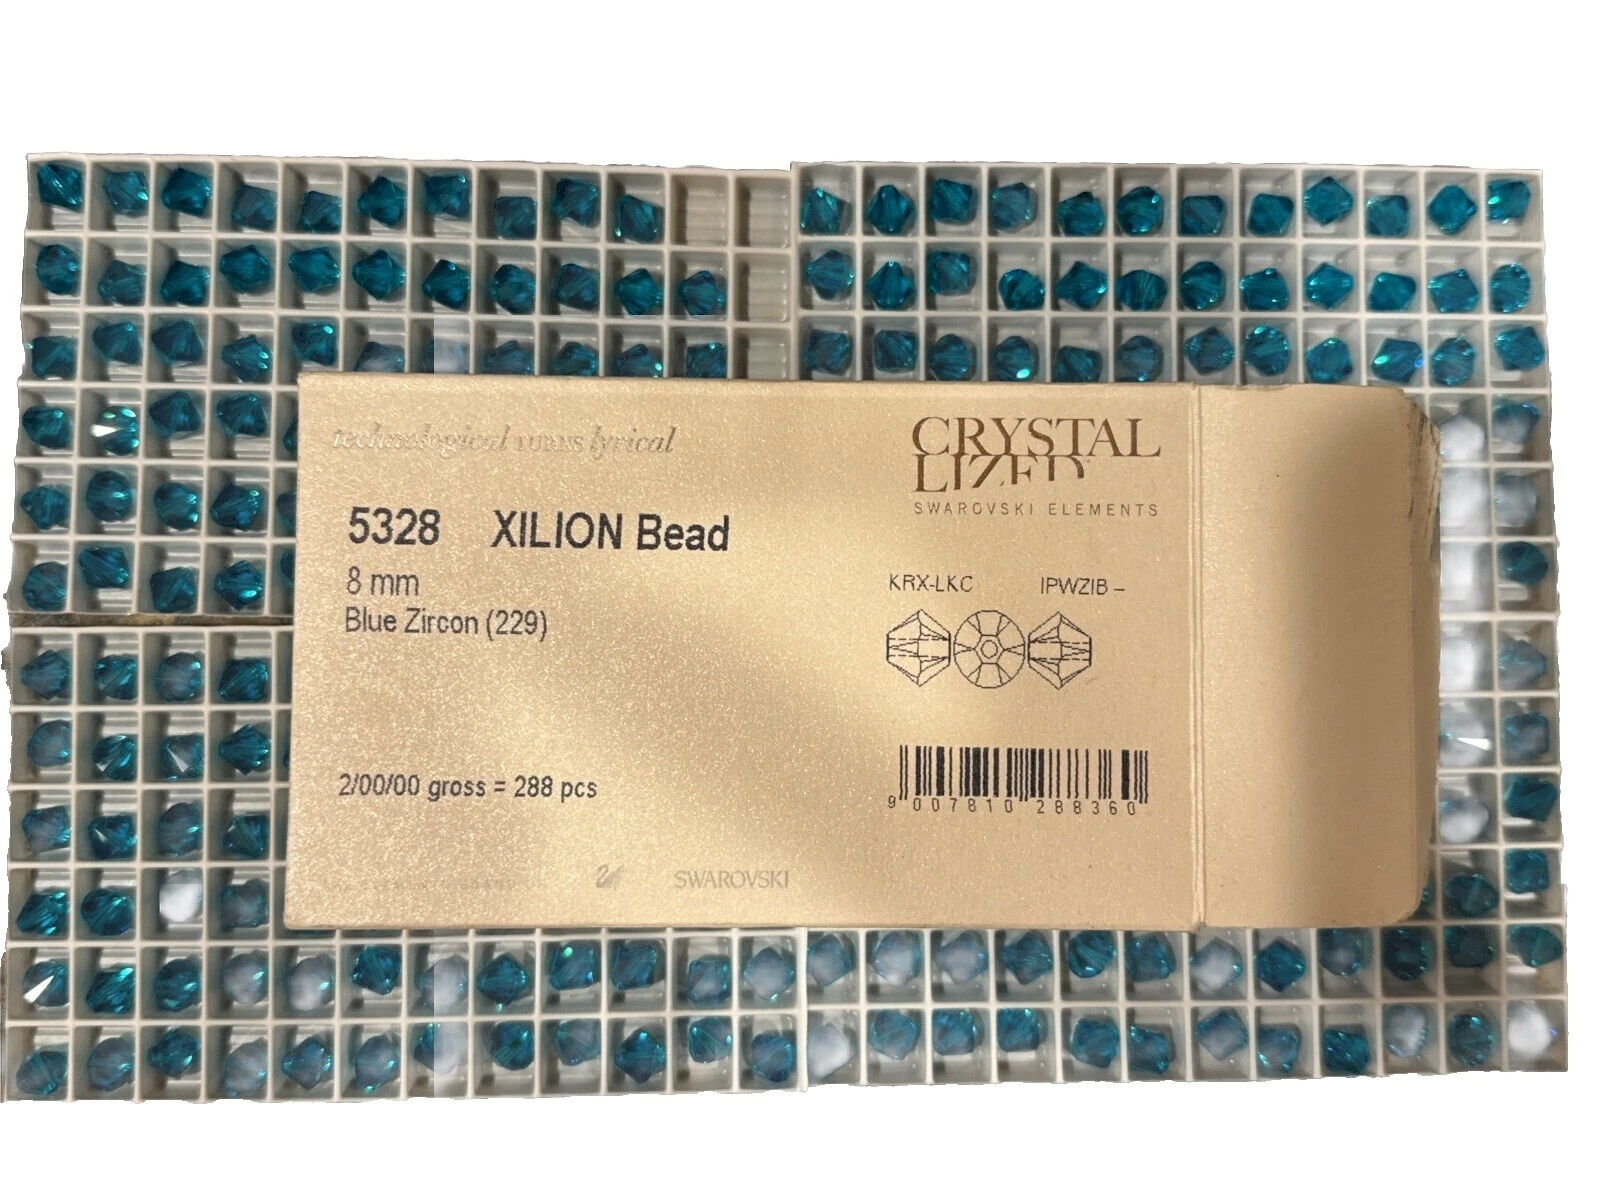 technological TURNS lyrical
CRYSTAL
LIZED™
SWAROVSKI ELEMENTS
5328 XILION Bead
8 mm
Blue Zircon (229)
KRX-LKC IPWZIB –
2/00/00 gross = 288 pcs
9 007810 288360
SWAROVSKI